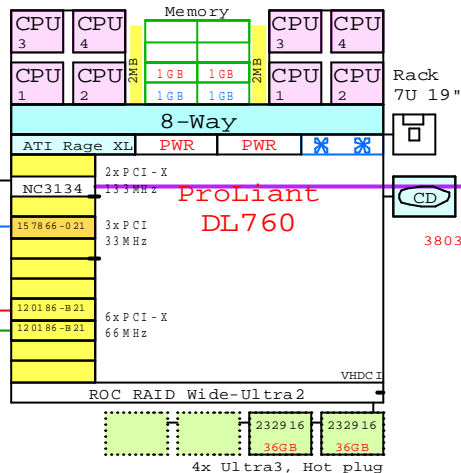 Memory
CPU
3
CPU
4
CPU
3
CPU
4
2MB
2MB
1GB 1GB
1GB 1GB
CPU
1
CPU
2
CPU
1
CPU
2
Rack
7U 19"
8-Way
ATI Rage XL
PWR
PWR
2xPCI-X
133MHz
NC3134
ProLiant
DL760
CD
157866-021
3xPCI
33MHz
3803
120186-B21
120186-B21
6xPCI-X
66MHz
VHDCI
ROC RAID Wide-Ultra2
232916
36GB
232916
36GB
4x Ultra3, Hot plug